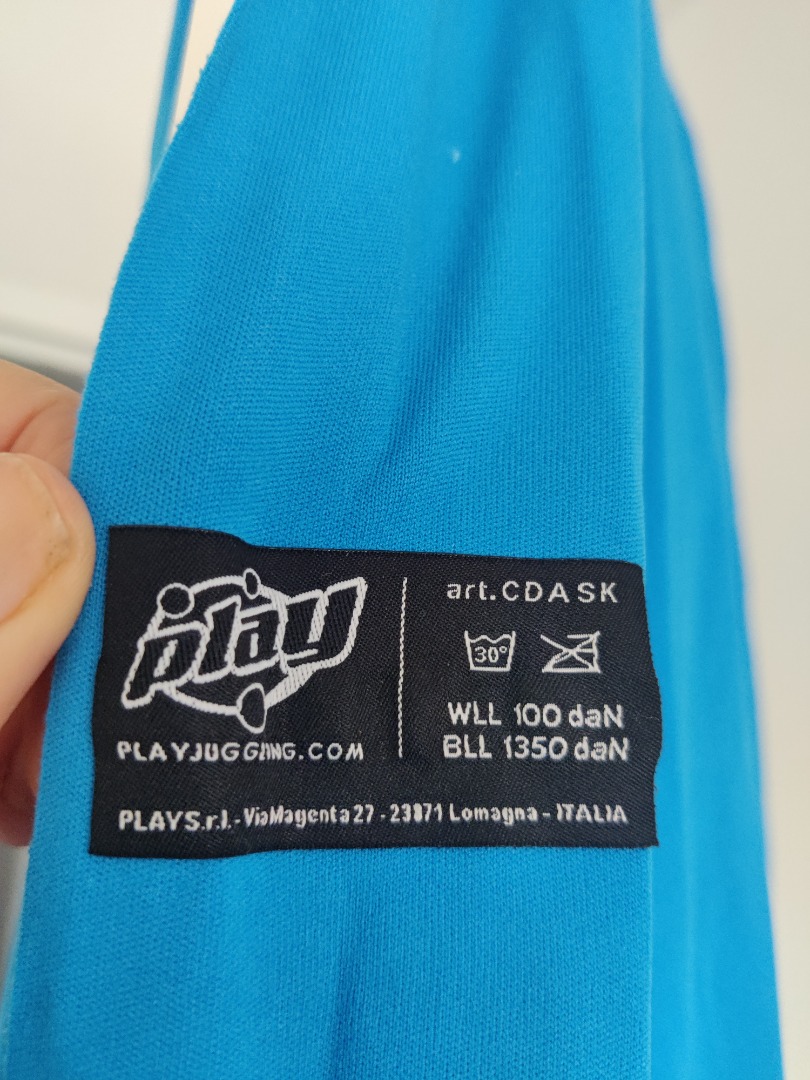 play
PLAYJUGGLING.COM
art.CDASK
30°
WLL 100 daN
BLL 1350 daN
PLAY S.r.l. - Via Magenta 27 - 23871 Lomagna - ITALIA